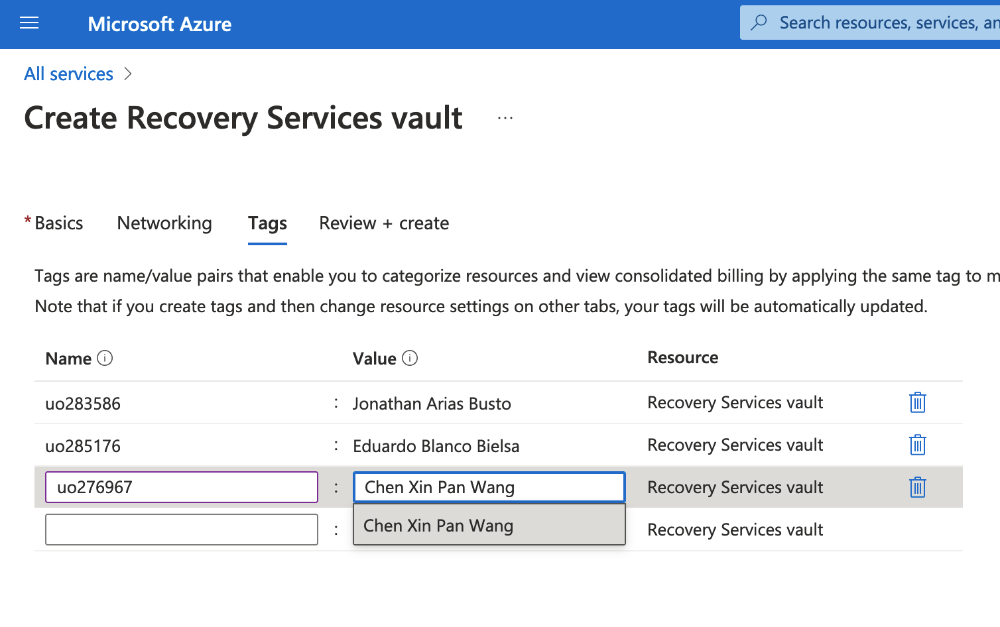 Microsoft Azure
Search resources, services, an
All services
Create Recovery Services vault ...
* Basics Networking Tags Review + create
Tags are name/value pairs that enable you to categorize resources and view consolidated billing by applying the same tag to m
Note that if you create tags and then change resource settings on other tabs, your tags will be automatically updated.
Name Value Resource
uo283586 : Jonathan Arias Busto Recovery Services vault
uo285176 : Eduardo Blanco Bielsa Recovery Services vault
uo276967 : Chen Xin Pan Wang Recovery Services vault
: Chen Xin Pan Wang Recovery Services vault